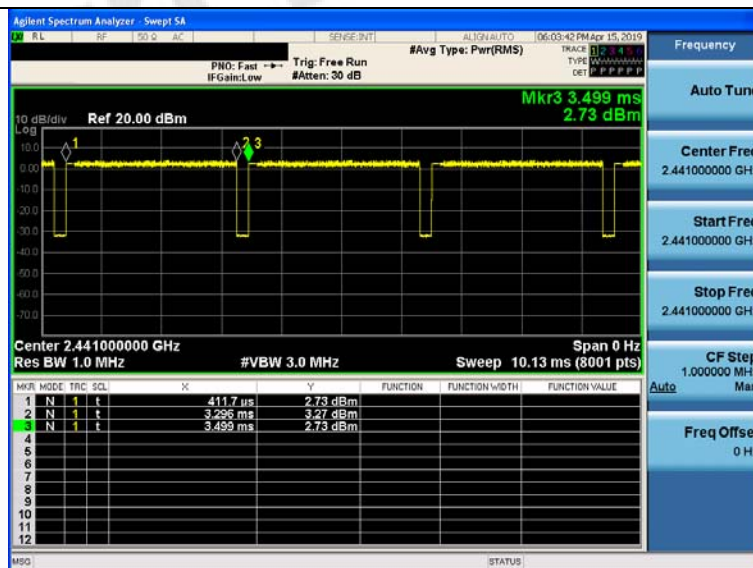 Agilent Spectrum Analyzer - Swept SA
RL RF 50 Ω AC SENSE:INT ALIGN AUTO 06:03:42 PM Apr 15, 2019
#Avg Type: Pwr(RMS) TRACE 1 2 3 4 5 6
PNO: Fast Trig: Free Run TYPE W
IFGain:Low #Atten: 30 dB DET P P P P P P
Mkr3 3.499 ms
10 dB/div Ref 20.00 dBm 2.73 dBm
Log
10.0
1 2 3
0.00
-10.0
-20.0
-30.0
-40.0
-50.0
-60.0
-70.0
Center 2.441000000 GHz Span 0 Hz
Res BW 1.0 MHz #VBW 3.0 MHz Sweep 10.13 ms (8001 pts)
MKR MODE TRC SCL X Y FUNCTION FUNCTION WIDTH FUNCTION VALUE
1 N 1 t 411.7 µs 2.73 dBm
2 N 1 t 3.296 ms 3.27 dBm
3 N 1 t 3.499 ms 2.73 dBm
4
5
6
7
8
9
10
11
12
MSG STATUS
Frequency
Auto Tun
Center Fre
2.441000000 GH
Start Fre
2.441000000 GH
Stop Fre
2.441000000 GH
CF Step
1.000000 MH
Auto Ma
Freq Offse
0 H